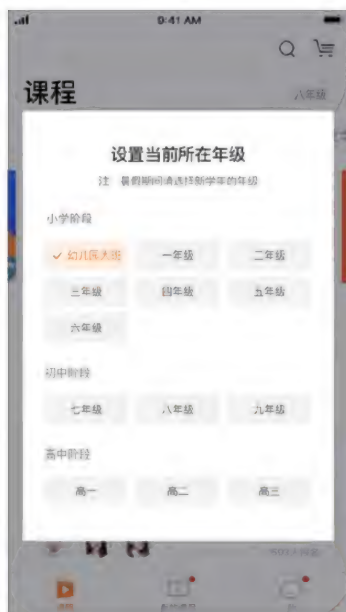 9:41 AM
课程
八年级
设置当前所在年级
注 暑假期间请选择新学年的年级
小学阶段
✓ 幼儿园大班 一年级 二年级
三年级 四年级 五年级
六年级
初中阶段
七年级 八年级 九年级
高中阶段
高一 高二 高三